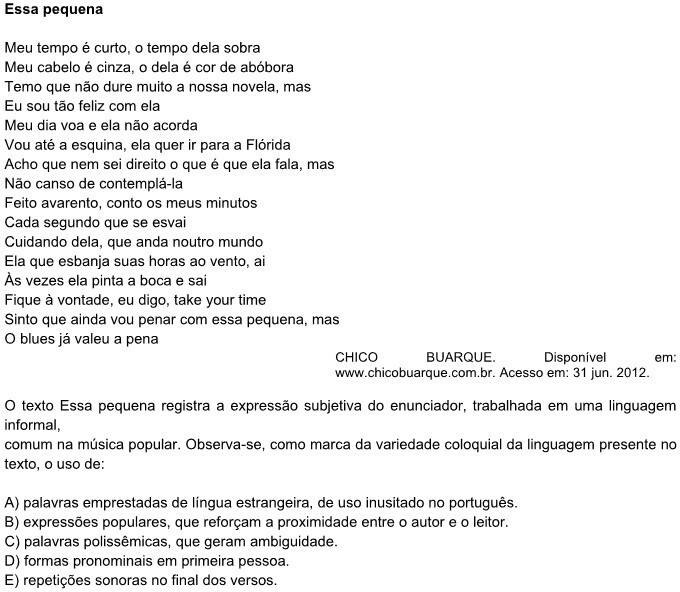 Essa pequena
Meu tempo é curto, o tempo dela sobra
Meu cabelo é cinza, o dela é cor de abóbora
Temo que não dure muito a nossa novela, mas
Eu sou tão feliz com ela
Meu dia voa e ela não acorda
Vou até a esquina, ela quer ir para a Flórida
Acho que nem sei direito o que é que ela fala, mas
Não canso de contemplá-la
Feito avarento, conto os meus minutos
Cada segundo que se esvai
Cuidando dela, que anda noutro mundo
Ela que esbanja suas horas ao vento, ai
Às vezes ela pinta a boca e sai
Fique à vontade, eu digo, take your time
Sinto que ainda vou penar com essa pequena, mas
O blues já valeu a pena
CHICO BUARQUE. Disponível em:
www.chicobuarque.com.br. Acesso em: 31 jun. 2012.
O texto Essa pequena registra a expressão subjetiva do enunciador, trabalhada em uma linguagem
informal,
comum na música popular. Observa-se, como marca da variedade coloquial da linguagem presente no
texto, o uso de:
A) palavras emprestadas de língua estrangeira, de uso inusitado no português.
B) expressões populares, que reforçam a proximidade entre o autor e o leitor.
C) palavras polissêmicas, que geram ambiguidade.
D) formas pronominais em primeira pessoa.
E) repetições sonoras no final dos versos.